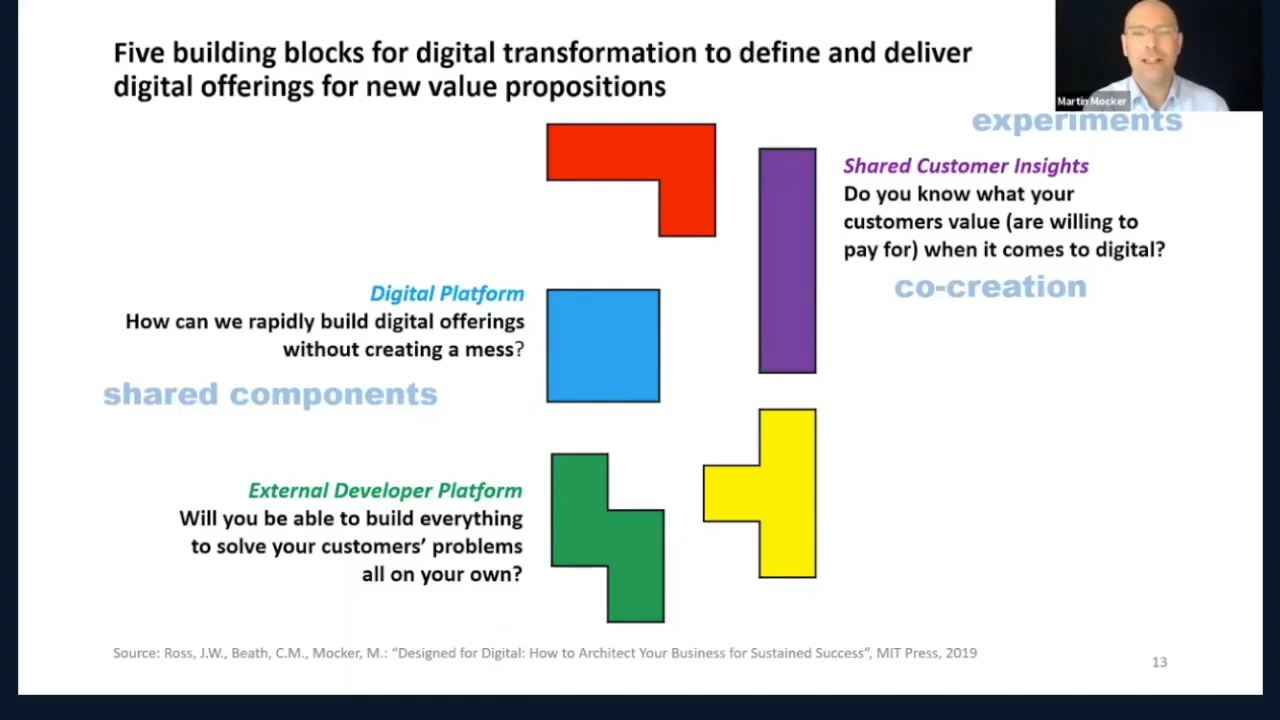 Five building blocks for digital transformation to define and deliver
digital offerings for new value propositions
Martin Mocker
experiments
Shared Customer Insights
Do you know what your
customers value (are willing to
pay for) when it comes to digital?
co-creation
Digital Platform
How can we rapidly build digital offerings
without creating a mess?
shared components
External Developer Platform
Will you be able to build everything
to solve your customers’ problems
all on your own?
Source: Ross, J.W., Beath, C.M., Mocker, M.: “Designed for Digital: How to Architect Your Business for Sustained Success”, MIT Press, 2019
13